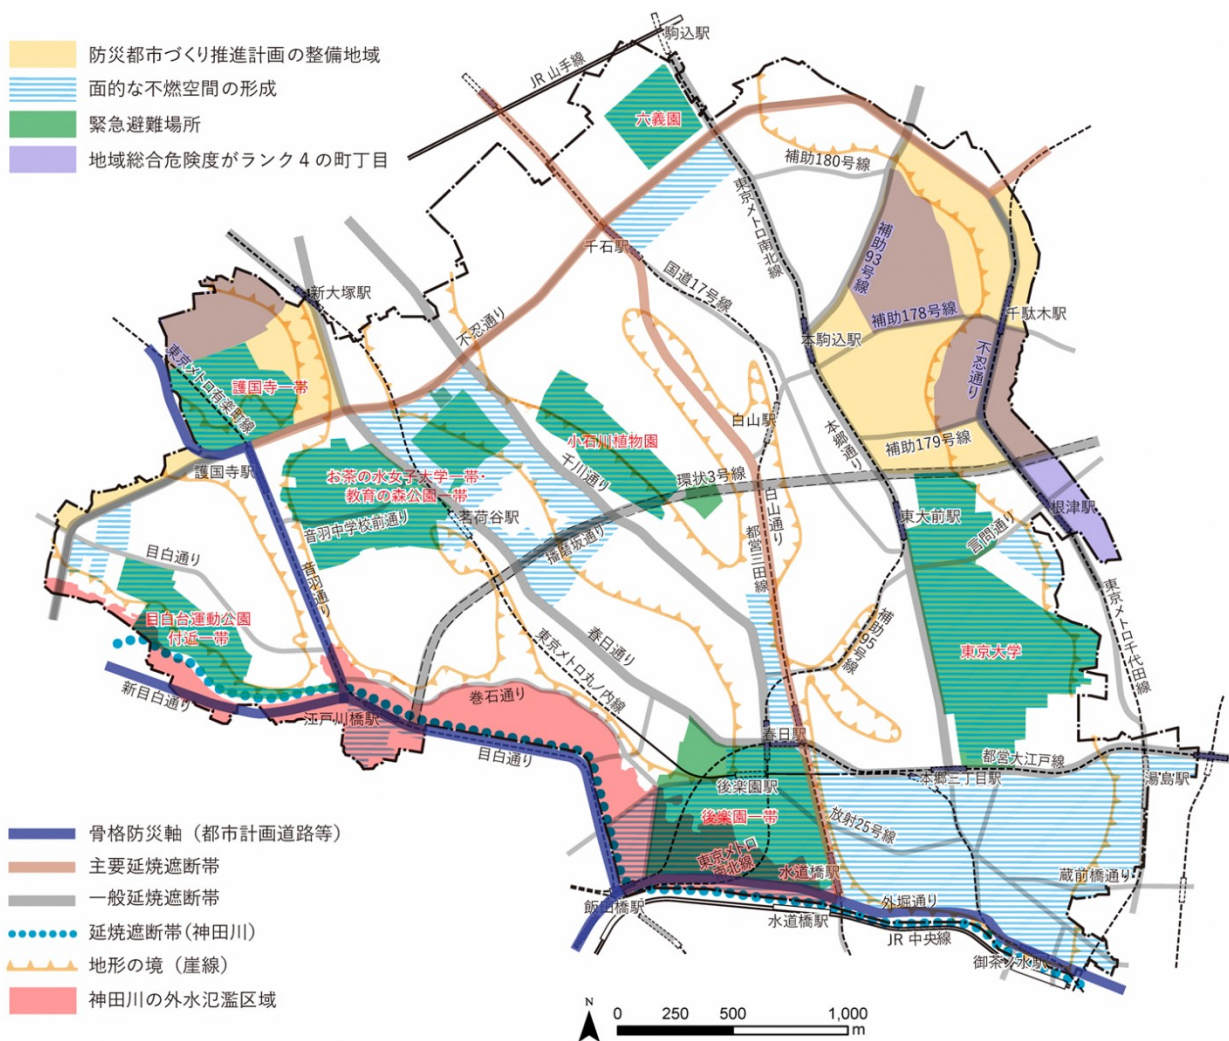 防災都市づくり推進計画の整備地域
面的な不燃空間の形成
緊急避難場所
地域総合危険度がランク4の町丁目
駒込駅
JR 山手線
六義園
補助180号線
東京メトロ南北線
千石駅
国道17号線
補助93号線
補助178号線
千駄木駅
本駒込駅
不忍通り
新大塚駅
不忍通り
東京メトロ有楽町線
護国寺一帯
護国寺駅
白山駅
小石川植物園
本郷通り
補助179号線
千川通り
環状3号線
お茶の水女子大学一帯・
教育の森公園一帯
音羽中学校前通り
茗荷谷駅
播磨坂通り
白山通り
都営三田線
東大前駅
根津駅
言問通り
目白通り
音羽通り
目白台運動公園
付近一帯
東京メトロ千代田線
補助95号線
東京大学
春日通り
東京メトロ丸ノ内線
新目白通り
江戸川橋駅
巻石通り
目白通り
春日駅
都営大江戸線
後楽園駅
本郷三丁目駅
湯島駅
後楽園一帯
放射25号線
東京メトロ
南北線
水道橋駅
蔵前橋通り
飯田橋駅
水道橋駅
外堀通り
JR 中央線
御茶ノ水駅
骨格防災軸（都市計画道路等）
主要延焼遮断帯
一般延焼遮断帯
延焼遮断帯(神田川)
地形の境（崖線）
神田川の外水氾濫区域
N
0 250 500 1,000
m